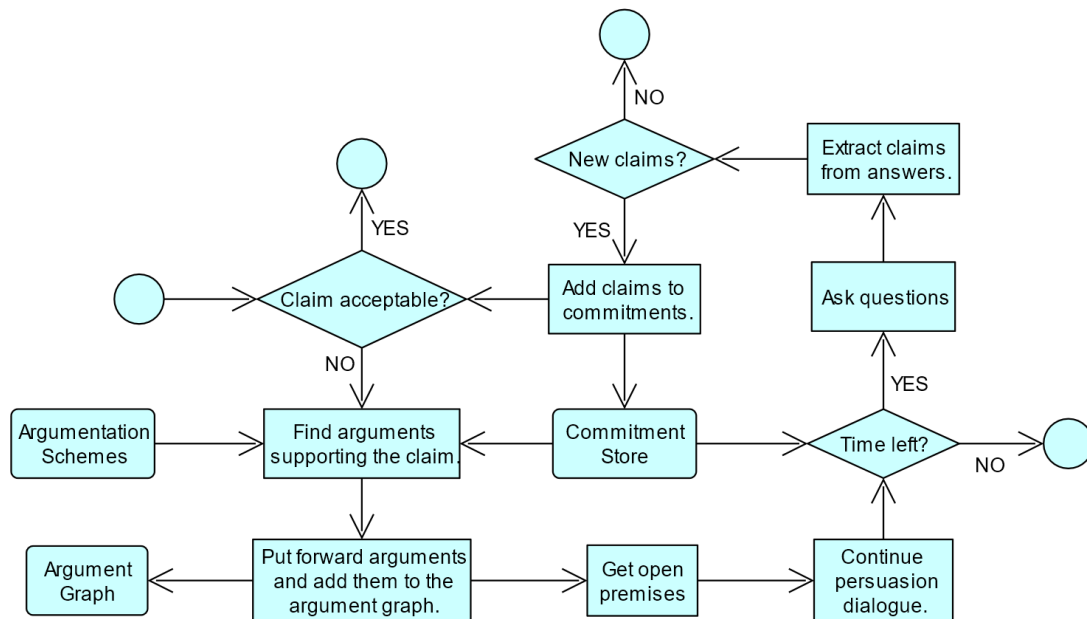 NO
New claims?
Extract claims
from answers.
YES
YES
Claim acceptable?
Add claims to
commitments.
Ask questions
NO
YES
Argumentation
Schemes
Find arguments
supporting the claim.
Commitment
Store
Time left?
NO
Argument
Graph
Put forward arguments
and add them to the
argument graph.
Get open
premises
Continue
persuasion
dialogue.